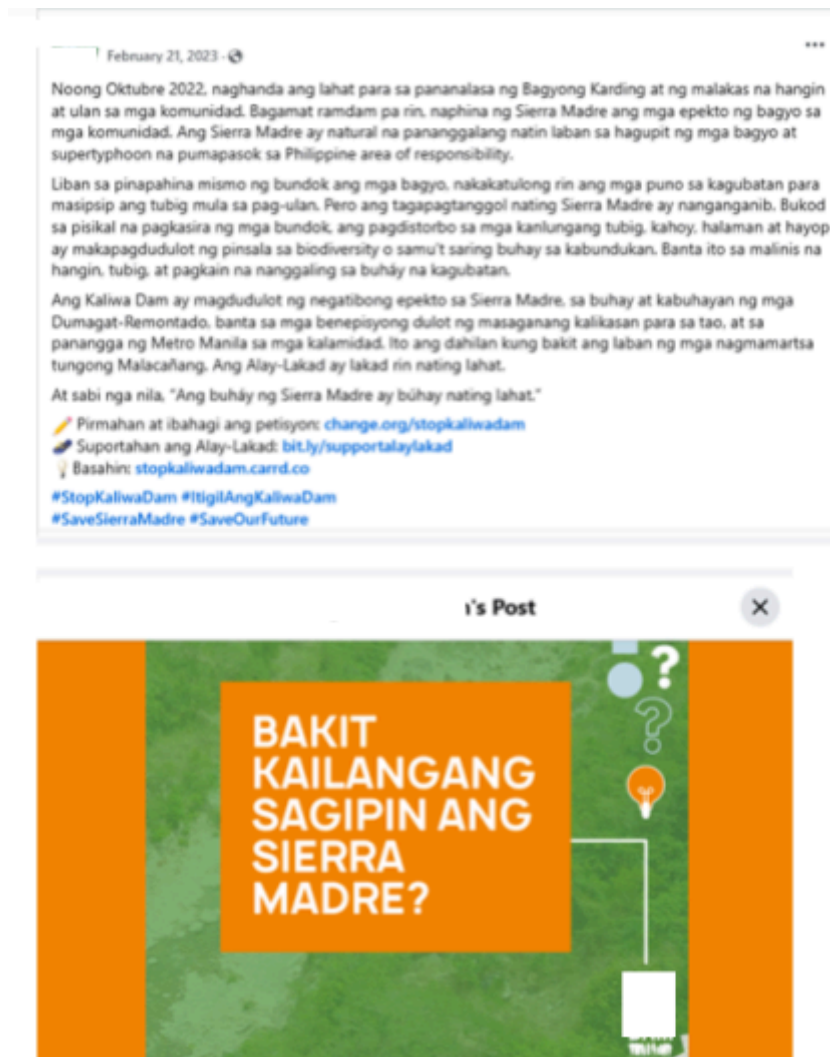 February 21, 2023 ·
Noong Oktubre 2022, naghanda ang lahat para sa pananalasa ng Bagyong Karding at ng malakas na hangin
at ulan sa mga komunidad. Bagamat ramdam pa rin, naphina ng Sierra Madre ang mga epekto ng bagyo sa
mga komunidad. Ang Sierra Madre ay natural na pananggalang natin laban sa hagupit ng mga bagyo at
supertyphoon na pumapasok sa Philippine area of responsibility.
Liban sa pinapahina mismo ng bundok ang mga bagyo, nakakatulong rin ang mga puno sa kagubatan para
masipsip ang tubig mula sa pag-ulan. Pero ang tagapagtanggol nating Sierra Madre ay nanganganib. Bukod
sa pisikal na pagkasira ng mga bundok, ang pagdistorbo sa mga kanlungang tubig, kahoy, halaman at hayop
ay makapagdudulot ng pinsala sa biodiversity o samu't saring buhay sa kabundukan. Banta ito sa malinis na
hangin, tubig, at pagkain na nanggaling sa buháy na kagubatan.
Ang Kaliwa Dam ay magdudulot ng negatibong epekto sa Sierra Madre, sa buhay at kabuhayan ng mga
Dumagat-Remontado, banta sa mga benepisyong dulot ng masaganang kalikasan para sa tao, at sa
panangga ng Metro Manila sa mga kalamidad. Ito ang dahilan kung bakit ang laban ng mga nagmamartsa
tungong Malacañang. Ang Alay-Lakad ay lakad rin nating lahat.
At sabi nga nila, "Ang buháy ng Sierra Madre ay búhay nating lahat."
Pirmahan at ibahagi ang petisyon: change.org/stopkaliwadam
Suportahan ang Alay-Lakad: bit.ly/supportalaylakad
Basahin: stopkaliwadam.carrd.co
#StopKaliwaDam #ItigilAngKaliwaDam
#SaveSierraMadre #SaveOurFuture
's Post
BAKIT
KAILANGANG
SAGIPIN ANG
SIERRA
MADRE?